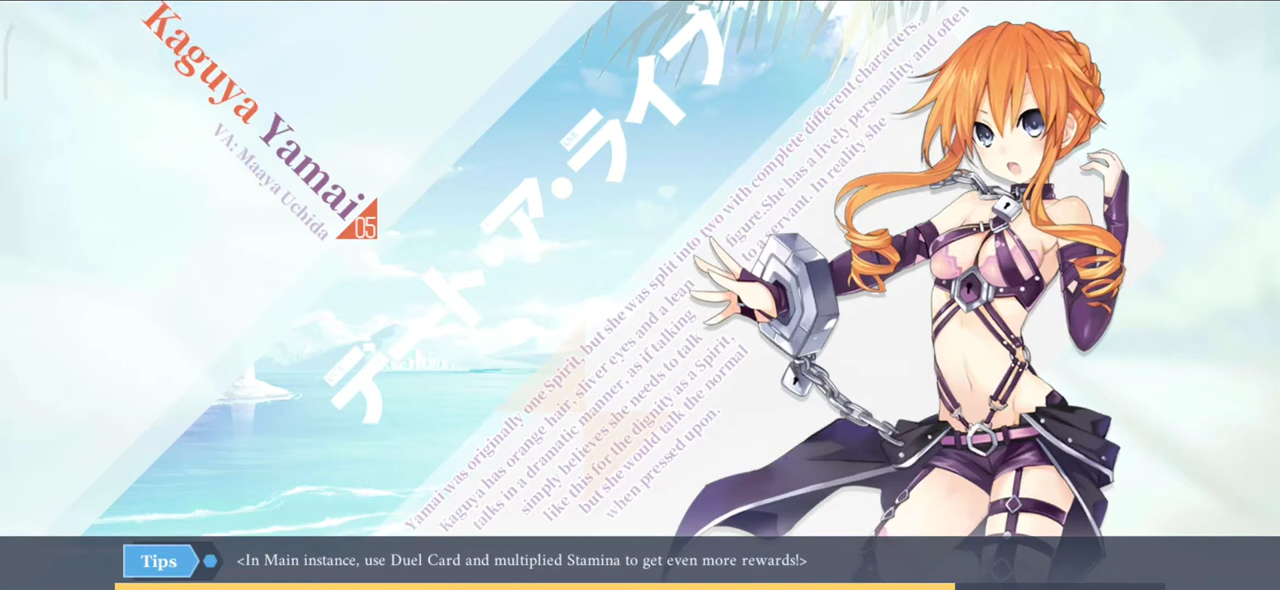 Kaguya Yamai
VA: Maaya Uchida
05
デート・ア・ライブ
Yamai was originally one Spirit, but she was split into two with complete different characters.
Kaguya has orange hair, sliver eyes and a lean figure.She has a lively personality and often
talks in a dramatic manner, as if talking to a servant. In reality she
simply believes she needs to talk
like this for the dignity as a Spirit,
but she would talk the normal
when pressed upon.
Tips
<In Main instance, use Duel Card and multiplied Stamina to get even more rewards!>